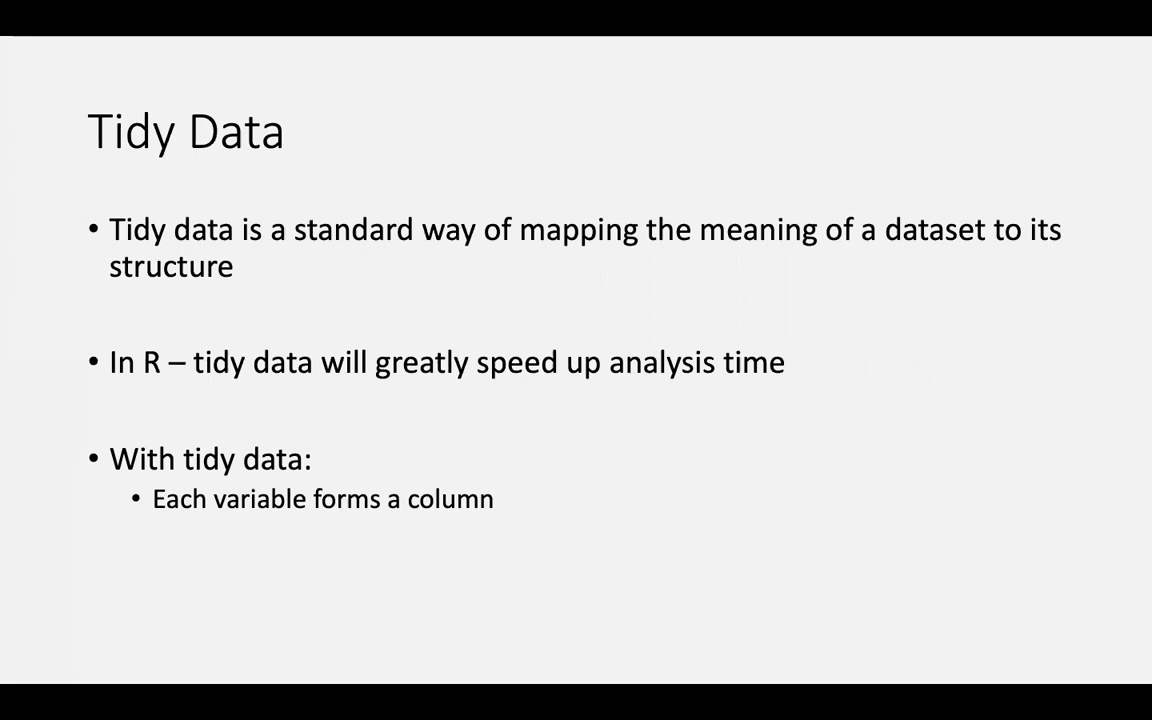 Tidy Data
• Tidy data is a standard way of mapping the meaning of a dataset to its
structure
• In R – tidy data will greatly speed up analysis time
• With tidy data:
• Each variable forms a column